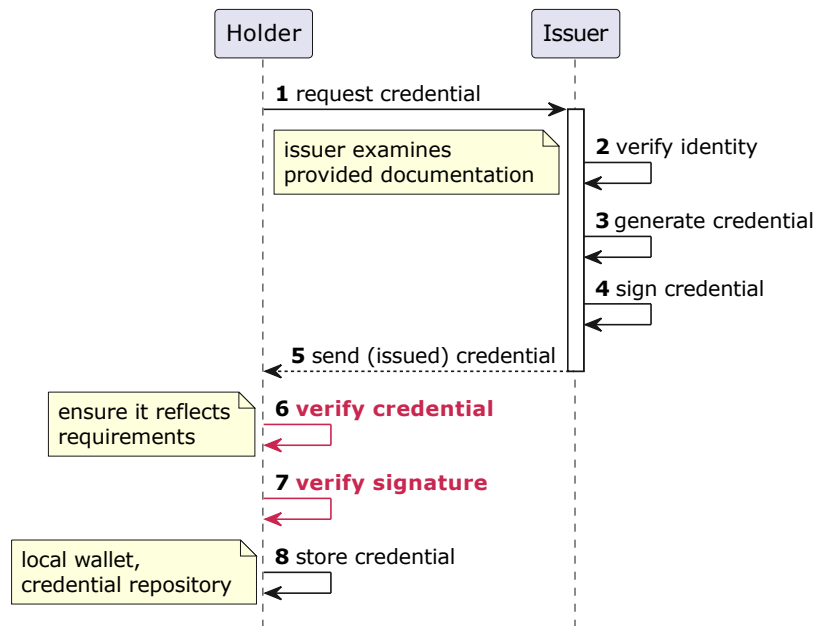 Holder
Issuer
1 request credential
issuer examines
provided documentation
2 verify identity
3 generate credential
4 sign credential
5 send (issued) credential
ensure it reflects
requirements
6 verify credential
7 verify signature
local wallet,
credential repository
8 store credential